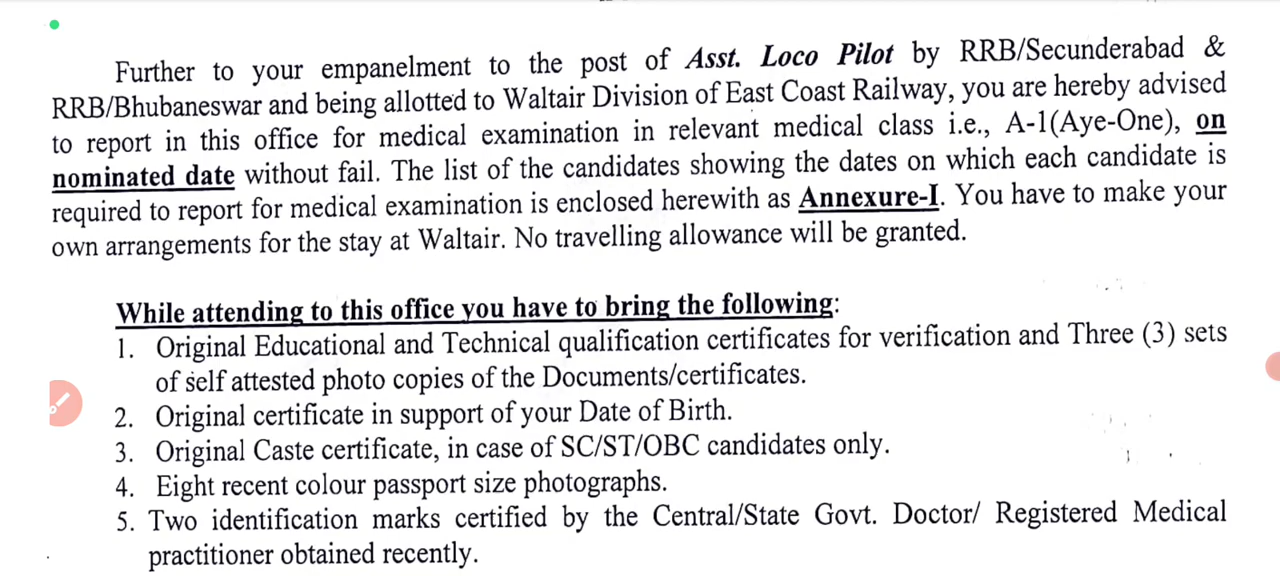 Further to your empanelment to the post of Asst. Loco Pilot by RRB/Secunderabad &
RRB/Bhubaneswar and being allotted to Waltair Division of East Coast Railway, you are hereby advised
to report in this office for medical examination in relevant medical class i.e., A-1(Aye-One), on
nominated date without fail. The list of the candidates showing the dates on which each candidate is
required to report for medical examination is enclosed herewith as Annexure-I. You have to make your
own arrangements for the stay at Waltair. No travelling allowance will be granted.
While attending to this office you have to bring the following:
1. Original Educational and Technical qualification certificates for verification and Three (3) sets
of self attested photo copies of the Documents/certificates.
2. Original certificate in support of your Date of Birth.
3. Original Caste certificate, in case of SC/ST/OBC candidates only.
4. Eight recent colour passport size photographs.
5. Two identification marks certified by the Central/State Govt. Doctor/ Registered Medical
practitioner obtained recently.